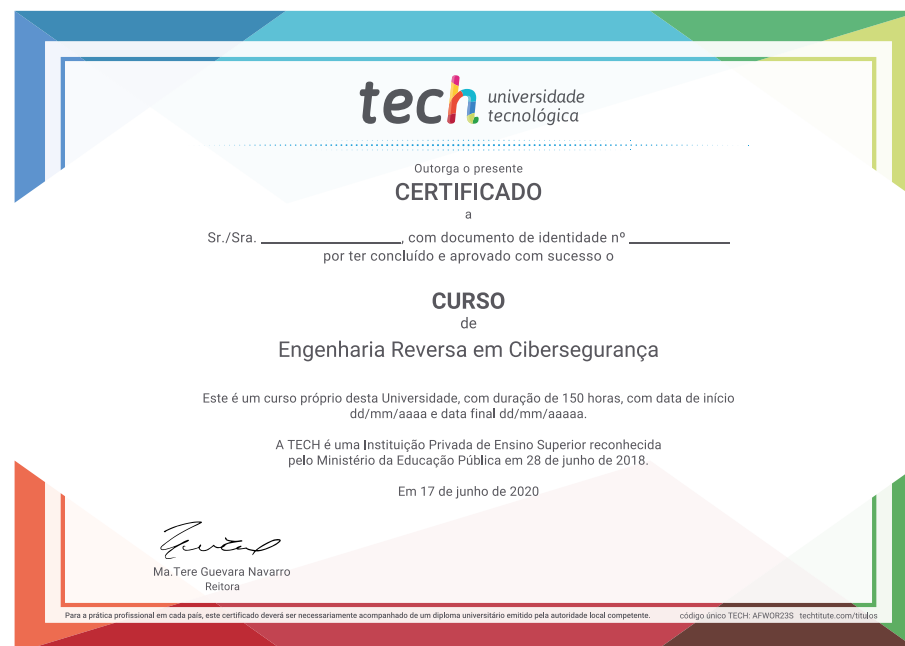 tech universidade
tecnológica
Outorga o presente
CERTIFICADO
a
Sr./Sra. __________________, com documento de identidade nº _____________
por ter concluído e aprovado com sucesso o
CURSO
de
Engenharia Reversa em Cibersegurança
Este é um curso próprio desta Universidade, com duração de 150 horas, com data de início
dd/mm/aaaa e data final dd/mm/aaaaa.
A TECH é uma Instituição Privada de Ensino Superior reconhecida
pelo Ministério da Educação Pública em 28 de junho de 2018.
Em 17 de junho de 2020
Ma.Tere Guevara Navarro
Reitora
Para a prática profissional em cada país, este certificado deverá ser necessariamente acompanhado de um diploma universitário emitido pela autoridade local competente. código único TECH: AFWOR23S techtitute.com/titulos